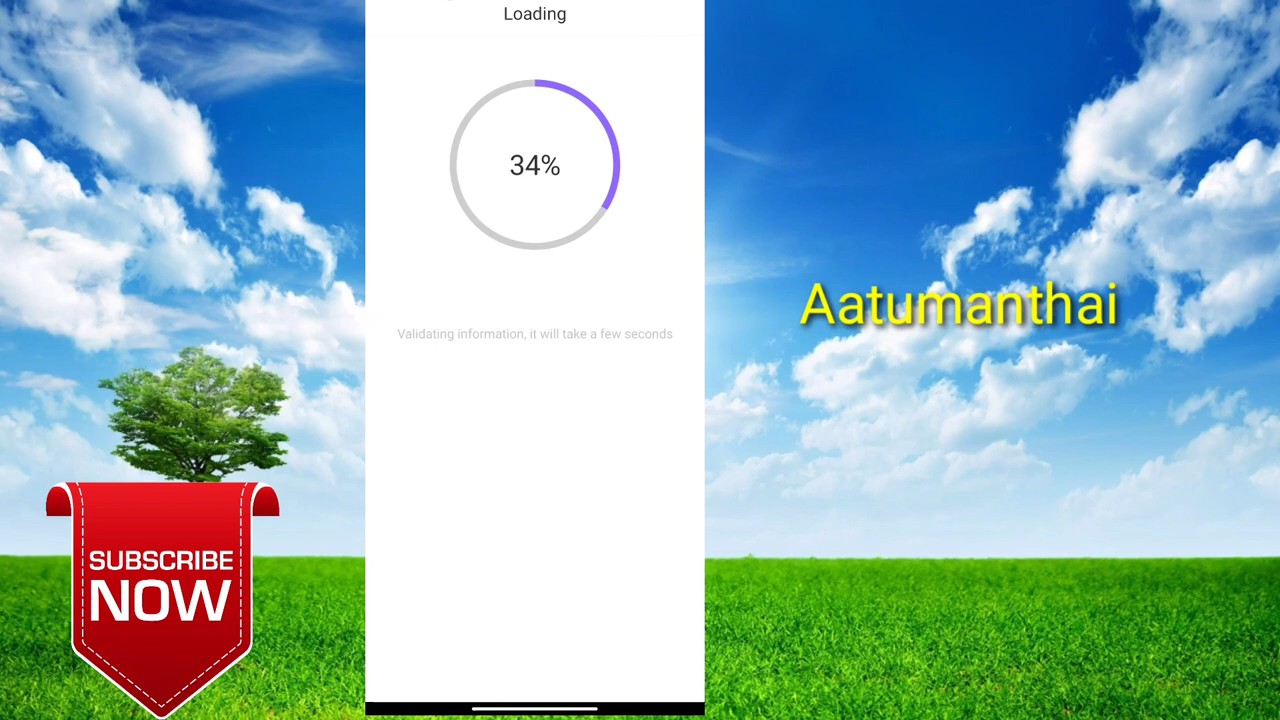 Loading
34%
Validating information, it will take a few seconds
Aatumanthai
SUBSCRIBE
NOW